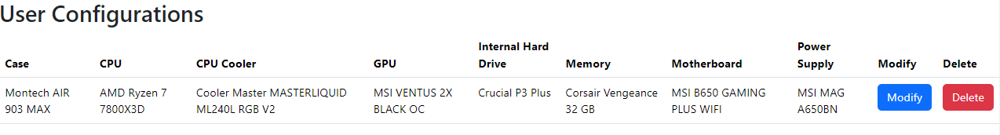 User Configurations
Case CPU CPU Cooler GPU Internal Hard Drive Memory Motherboard Power Supply Modify Delete
Montech AIR 903 MAX AMD Ryzen 7 7800X3D Cooler Master MASTERLIQUID ML240L RGB V2 MSI VENTUS 2X BLACK OC Crucial P3 Plus Corsair Vengeance 32 GB MSI B650 GAMING PLUS WIFI MSI MAG A650BN Modify Delete